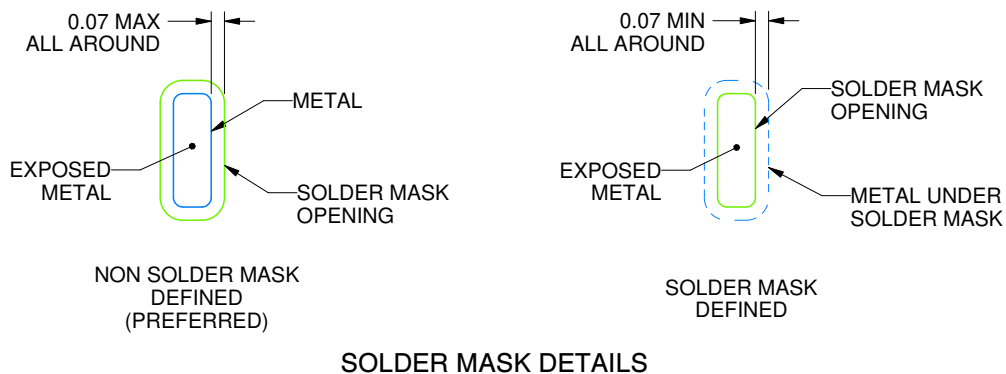 0.07 MAX
ALL AROUND
METAL
EXPOSED
METAL
SOLDER MASK
OPENING
NON SOLDER MASK
DEFINED
(PREFERRED)
0.07 MIN
ALL AROUND
SOLDER MASK
OPENING
EXPOSED
METAL
METAL UNDER
SOLDER MASK
SOLDER MASK
DEFINED
SOLDER MASK DETAILS